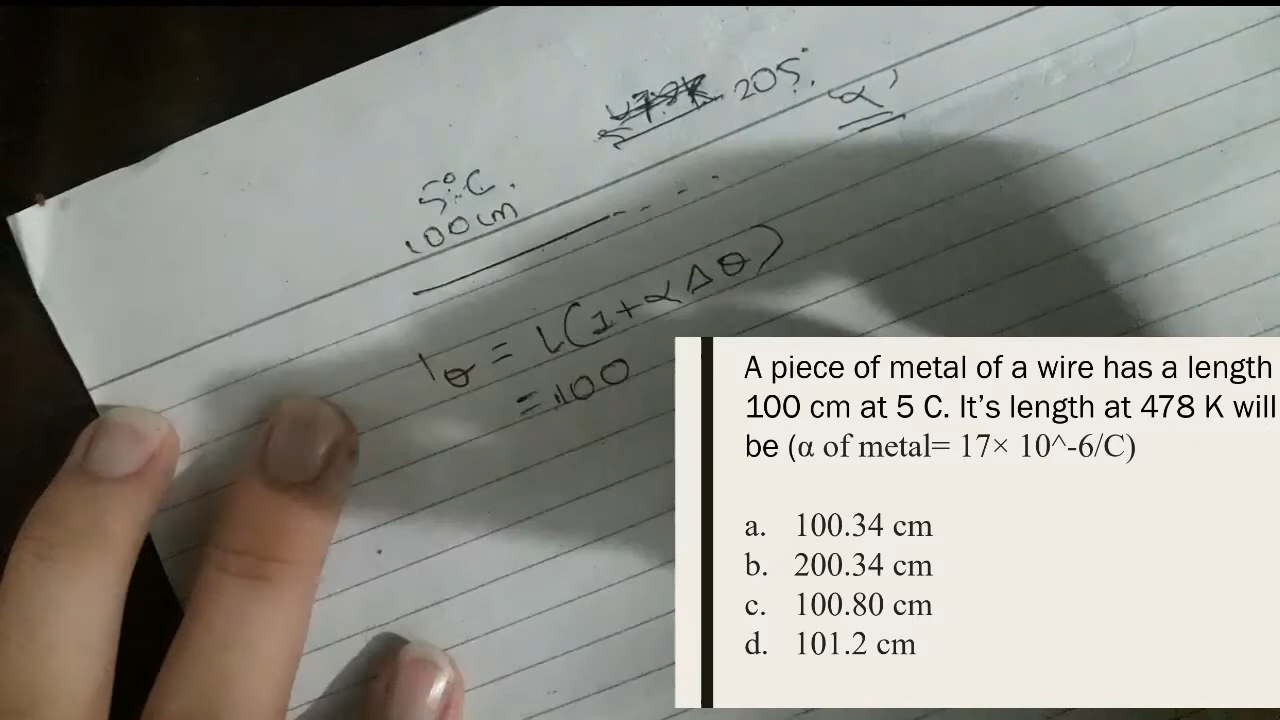 205°
α
5°C.
100cm
lθ = l(1+αΔθ)
=100
A piece of metal of a wire has a length
100 cm at 5 C. It’s length at 478 K will
be (α of metal= 17× 10^-6/C)
a. 100.34 cm
b. 200.34 cm
c. 100.80 cm
d. 101.2 cm